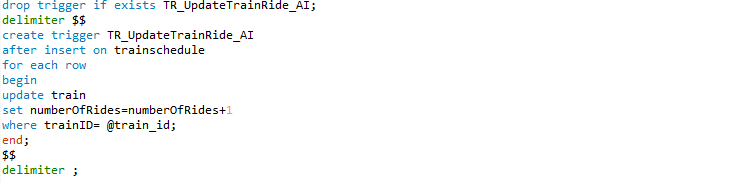 drop trigger if exists TR_UpdateTrainRide_AI;
delimiter $$
create trigger TR_UpdateTrainRide_AI
after insert on trainschedule
for each row
begin
update train
set numberOfRides=numberOfRides+1
where trainID= @train_id;
end;
$$
delimiter ;